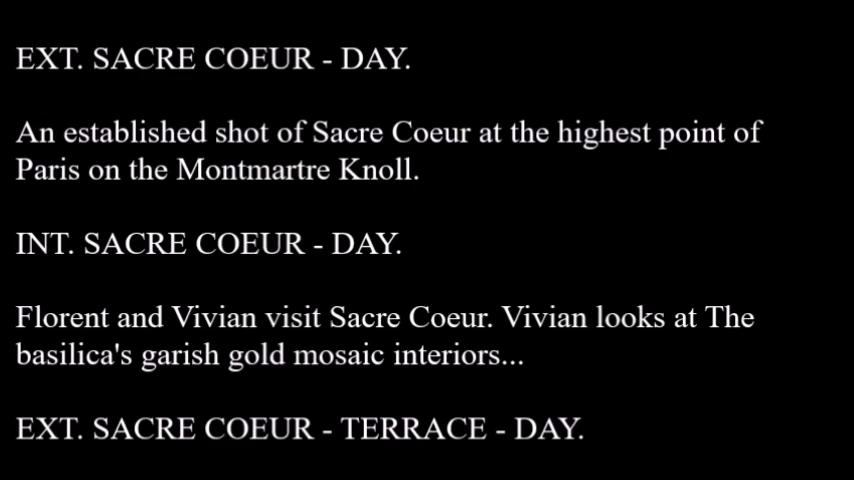 EXT. SACRE COEUR - DAY.
An established shot of Sacre Coeur at the highest point of
Paris on the Montmartre Knoll.
INT. SACRE COEUR - DAY.
Florent and Vivian visit Sacre Coeur. Vivian looks at The
basilica's garish gold mosaic interiors...
EXT. SACRE COEUR - TERRACE - DAY.